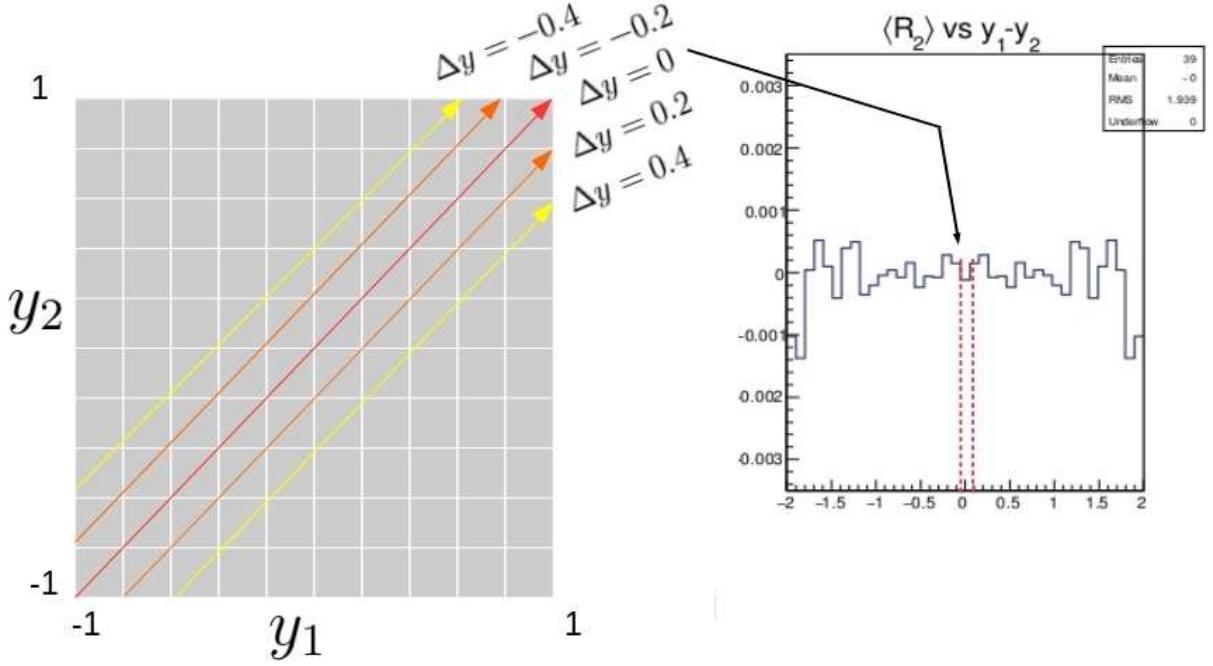 Δy = −0.4
Δy = −0.2
Δy = 0
Δy = 0.2
Δy = 0.4
1
y₂
-1
-1
y₁
1
⟨R₂⟩ vs y₁-y₂
Entries 39
Mean −0
RMS 1.939
Underflow 0
0.003
0.002
0.001
0
-0.001
0.002
0.003
−2 −1.5 −1 −0.5 0 0.5 1 1.5 2